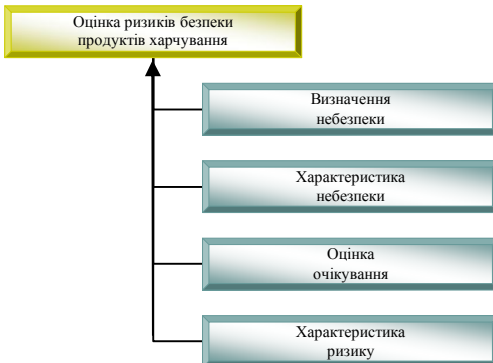 Оцінка ризиків безпеки
продуктів харчування
Визначення
небезпеки
Характеристика
небезпеки
Оцінка
очікування
Характеристика
ризику